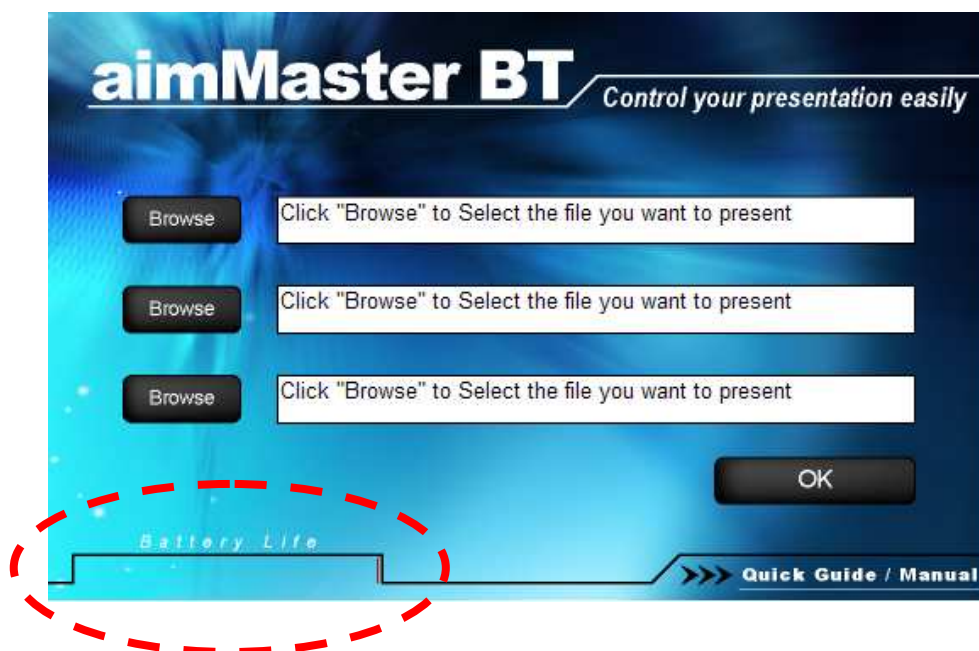 aimMaster BT
Control your presentation easily
Browse
Click "Browse" to Select the file you want to present
Browse
Click "Browse" to Select the file you want to present
Browse
Click "Browse" to Select the file you want to present
OK
Battery Life
>>> Quick Guide / Manual